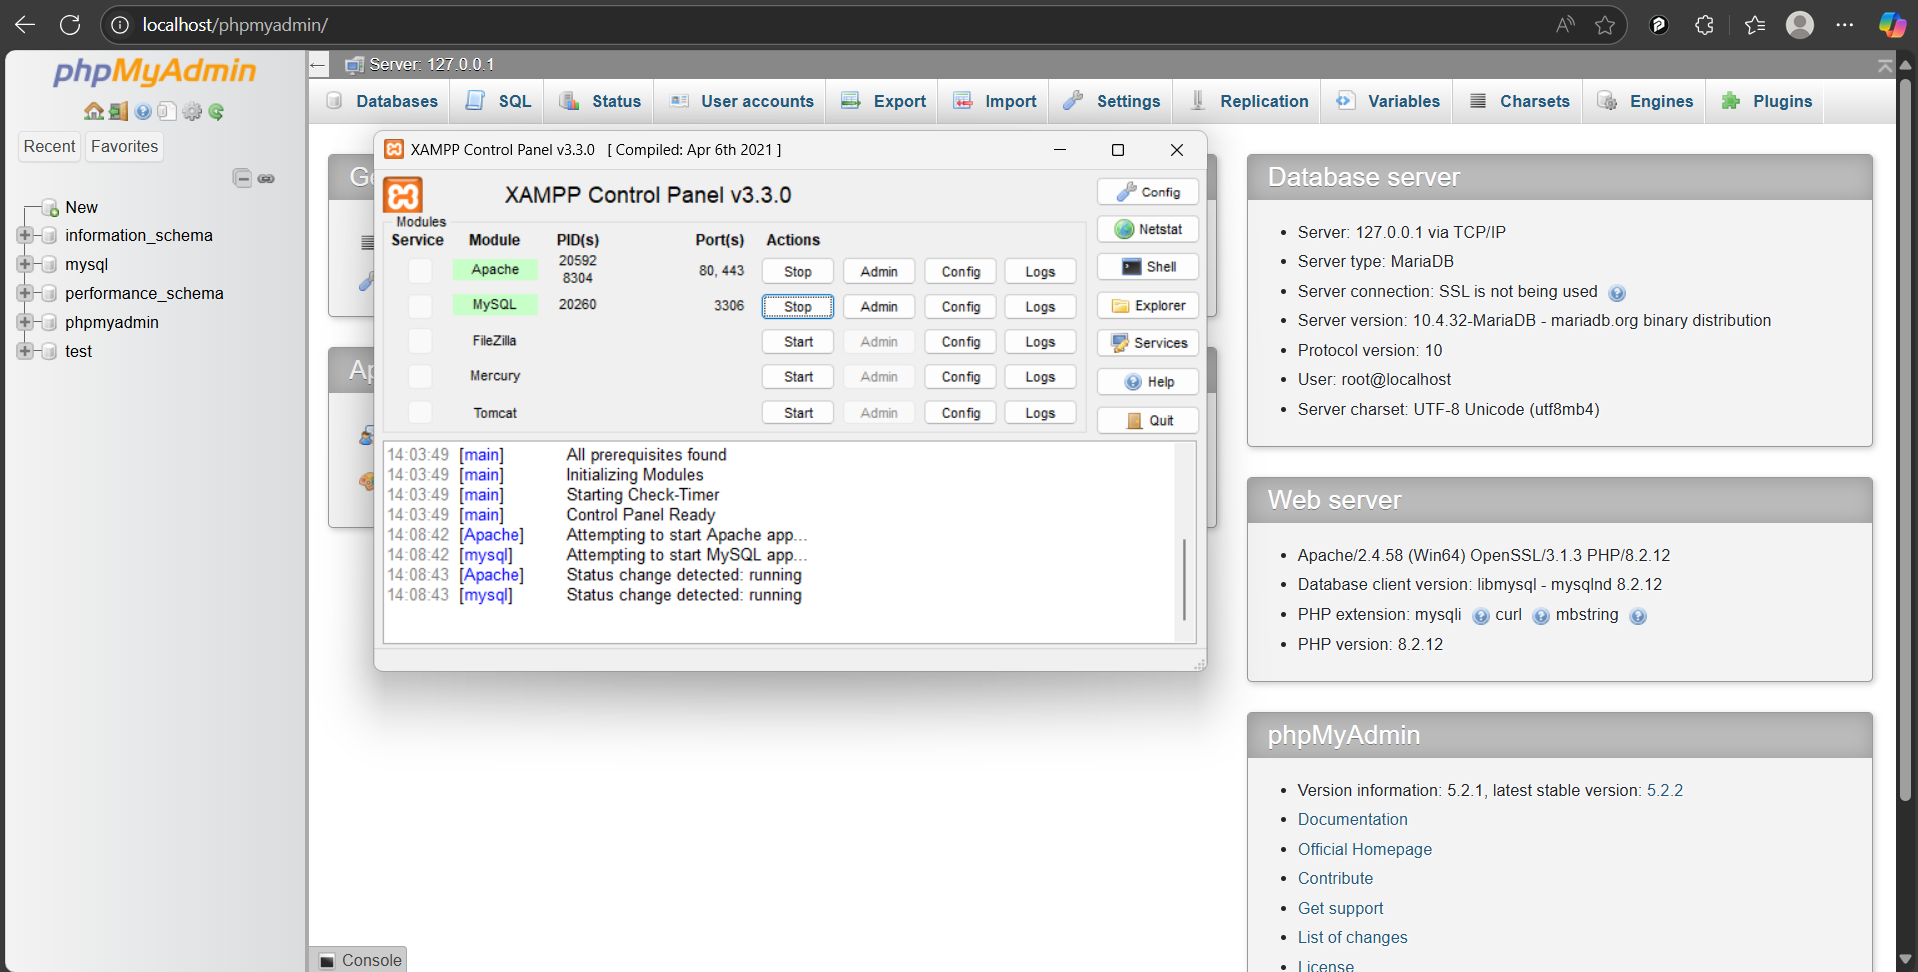 localhost/phpmyadmin/
phpMyAdmin
Recent
Favorites
New
information_schema
mysql
performance_schema
phpmyadmin
test
Server: 127.0.0.1
Databases
SQL
Status
User accounts
Export
Import
Settings
Replication
Variables
Charsets
Engines
Plugins
XAMPP Control Panel v3.3.0 [ Compiled: Apr 6th 2021 ]
XAMPP Control Panel v3.3.0
Modules
Service Module PID(s) Port(s) Actions
Apache 20592 8304 80, 443 Stop Admin Config Logs
MySQL 20260 3306 Stop Admin Config Logs
FileZilla Start Admin Config Logs
Mercury Start Admin Config Logs
Tomcat Start Admin Config Logs
Config
Netstat
Shell
Explorer
Services
Help
Quit
14:03:49 [main] All prerequisites found
14:03:49 [main] Initializing Modules
14:03:49 [main] Starting Check-Timer
14:03:49 [main] Control Panel Ready
14:08:42 [Apache] Attempting to start Apache app...
14:08:42 [mysql] Attempting to start MySQL app...
14:08:43 [Apache] Status change detected: running
14:08:43 [mysql] Status change detected: running
Database server
Server: 127.0.0.1 via TCP/IP
Server type: MariaDB
Server connection: SSL is not being used
Server version: 10.4.32-MariaDB - mariadb.org binary distribution
Protocol version: 10
User: root@localhost
Server charset: UTF-8 Unicode (utf8mb4)
Web server
Apache/2.4.58 (Win64) OpenSSL/3.1.3 PHP/8.2.12
Database client version: libmysql - mysqlnd 8.2.12
PHP extension: mysqli curl mbstring
PHP version: 8.2.12
phpMyAdmin
Version information: 5.2.1, latest stable version: 5.2.2
Documentation
Official Homepage
Contribute
Get support
List of changes
License
Console